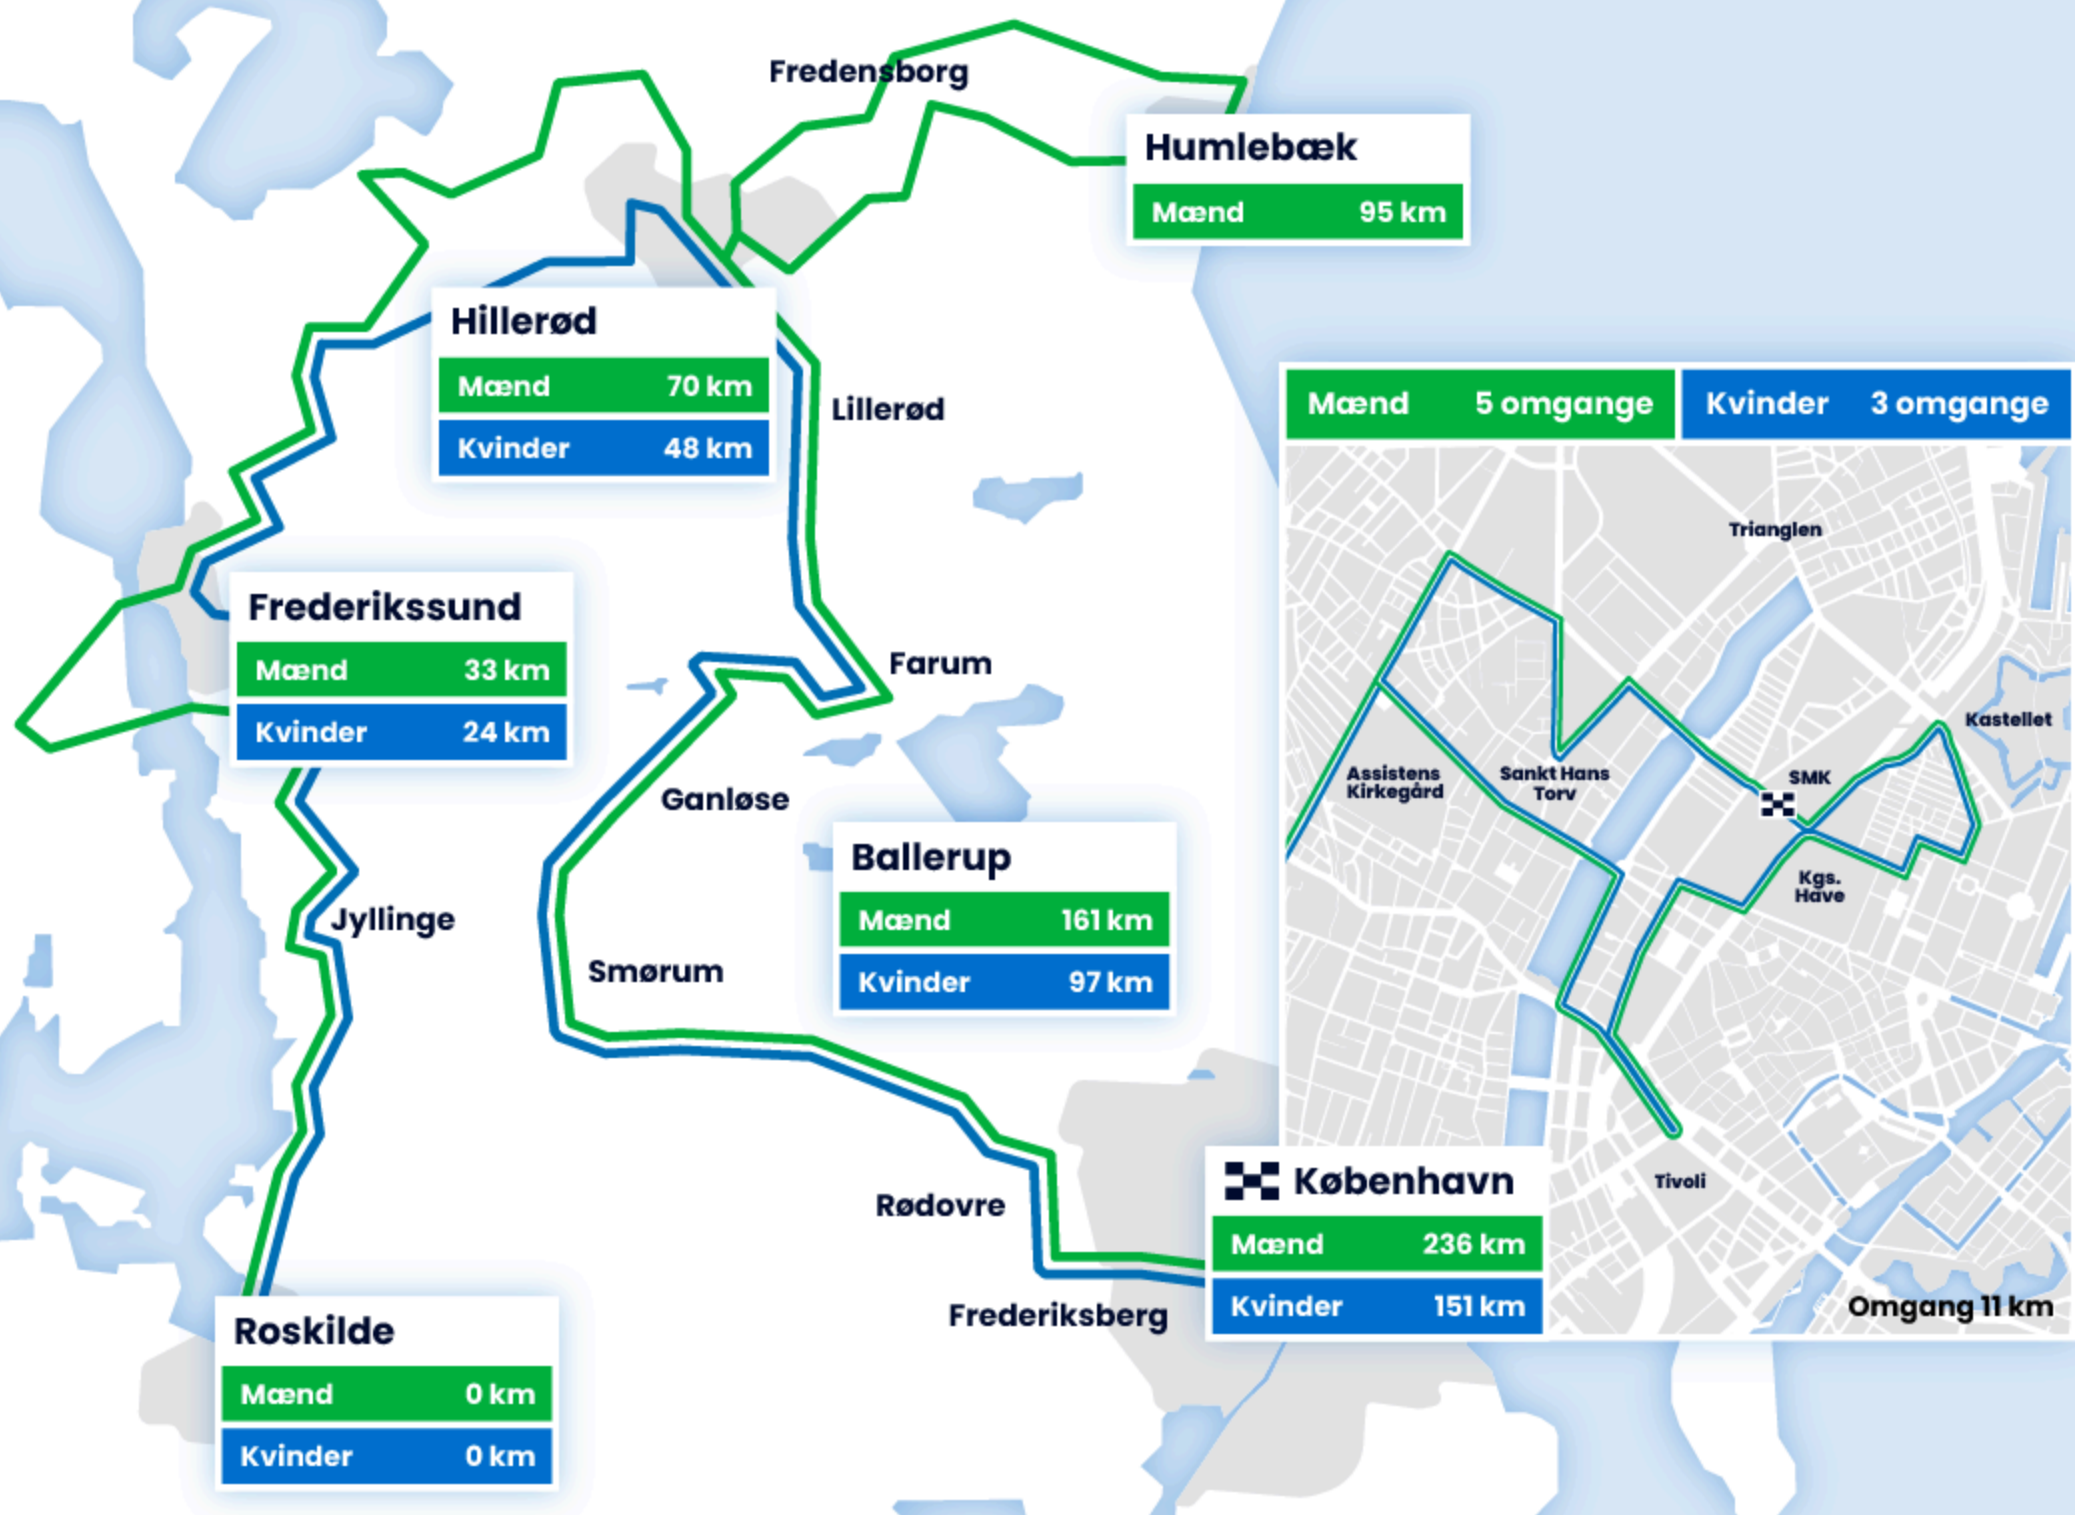 Fredensborg
Humlebæk
Mænd 95 km
Hillerød
Mænd 70 km
Kvinder 48 km
Lillerød
Mænd 5 omgange
Kvinder 3 omgange
Trianglen
Frederikssund
Mænd 33 km
Kvinder 24 km
Farum
Kastellet
Assistens
Kirkegård
Sankt Hans
Torv
SMK
Ganløse
Ballerup
Mænd 161 km
Kvinder 97 km
Kgs.
Have
Jyllinge
Smørum
København
Mænd 236 km
Kvinder 151 km
Tivoli
Rødovre
Frederiksberg
Omgang 11 km
Roskilde
Mænd 0 km
Kvinder 0 km